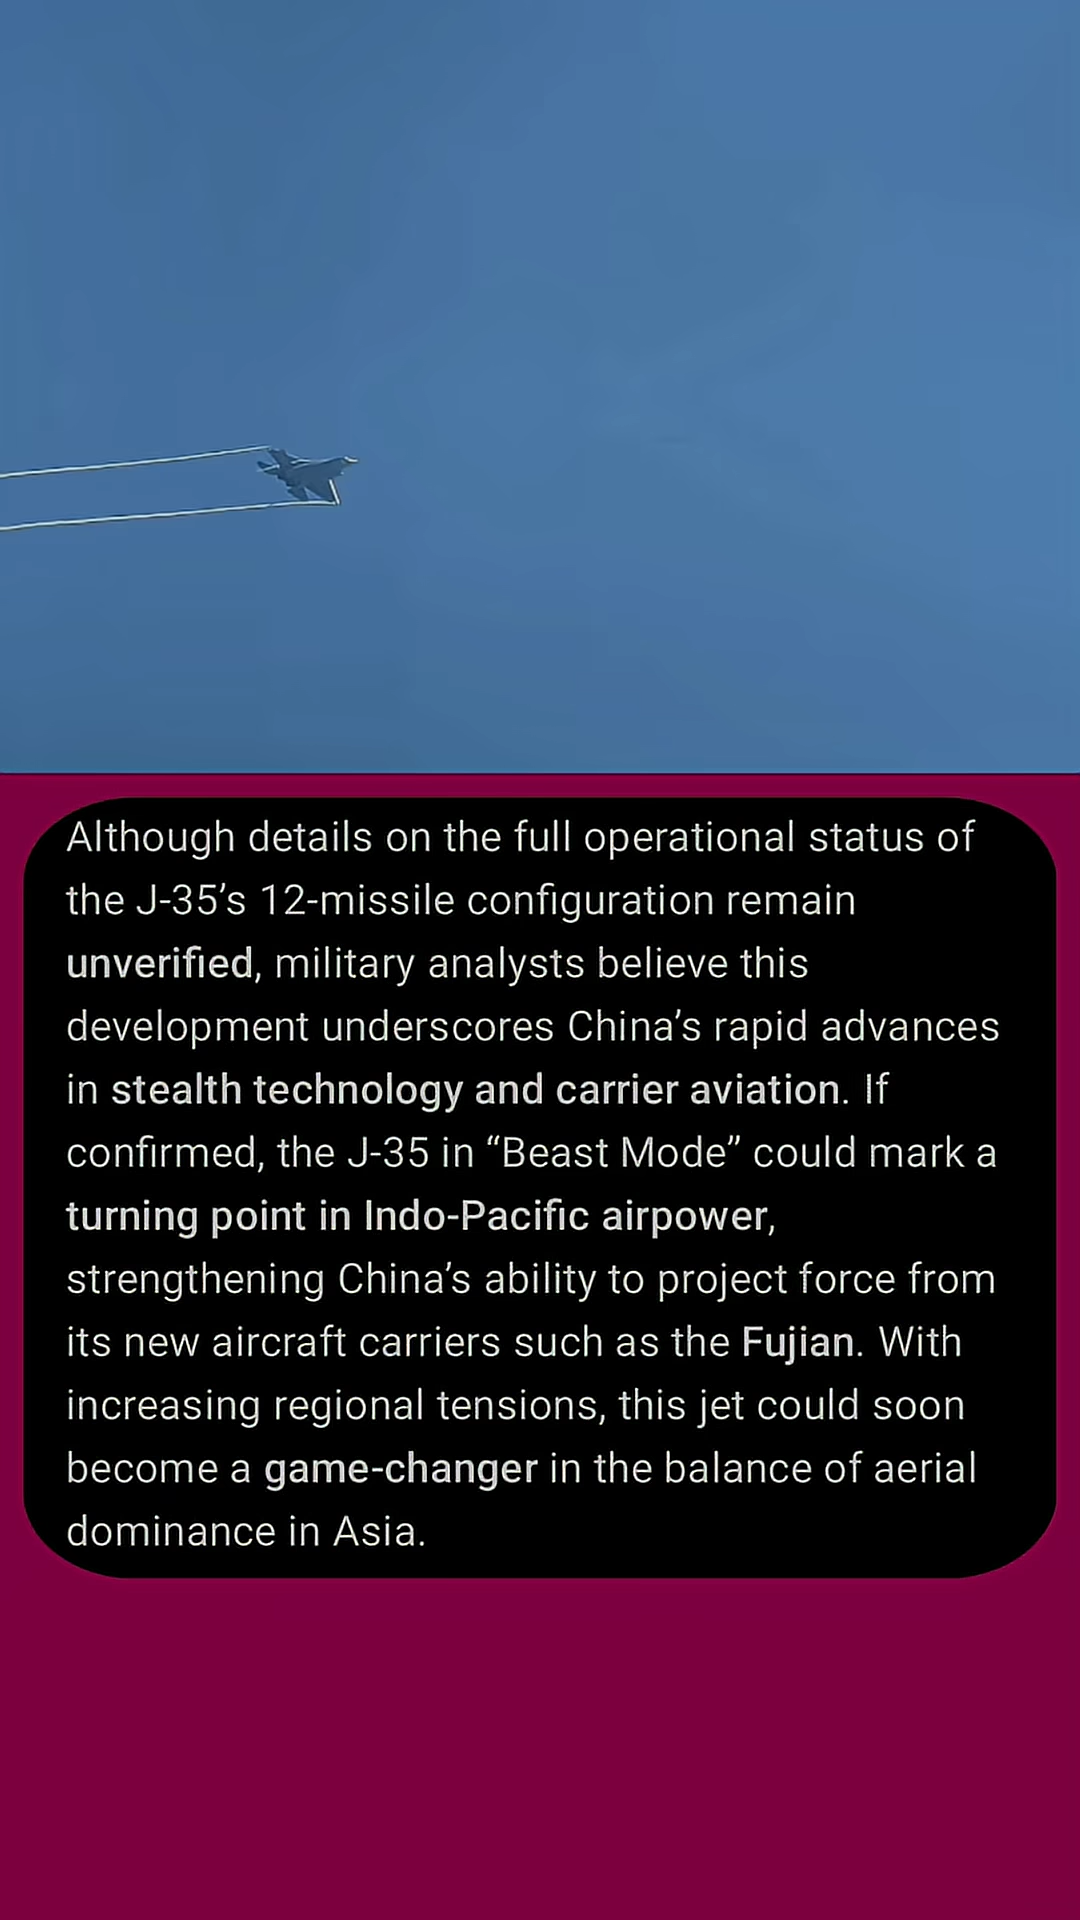 Although details on the full operational status of
the J-35’s 12-missile configuration remain
unverified, military analysts believe this
development underscores China’s rapid advances
in stealth technology and carrier aviation. If
confirmed, the J-35 in “Beast Mode” could mark a
turning point in Indo-Pacific airpower,
strengthening China’s ability to project force from
its new aircraft carriers such as the Fujian. With
increasing regional tensions, this jet could soon
become a game-changer in the balance of aerial
dominance in Asia.